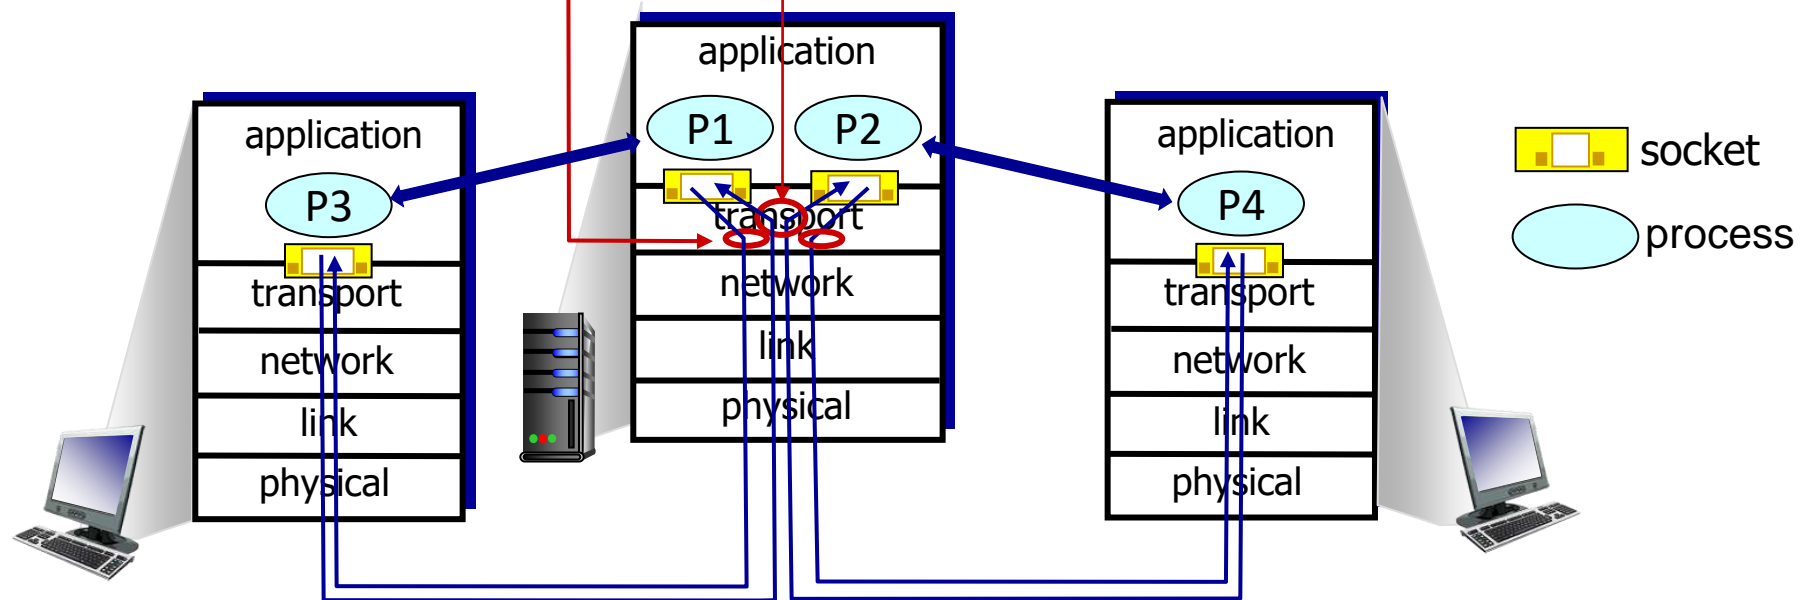 application
P1
P2
transport
network
link
physical
application
P3
transport
network
link
physical
application
P4
transport
network
link
physical
socket
process